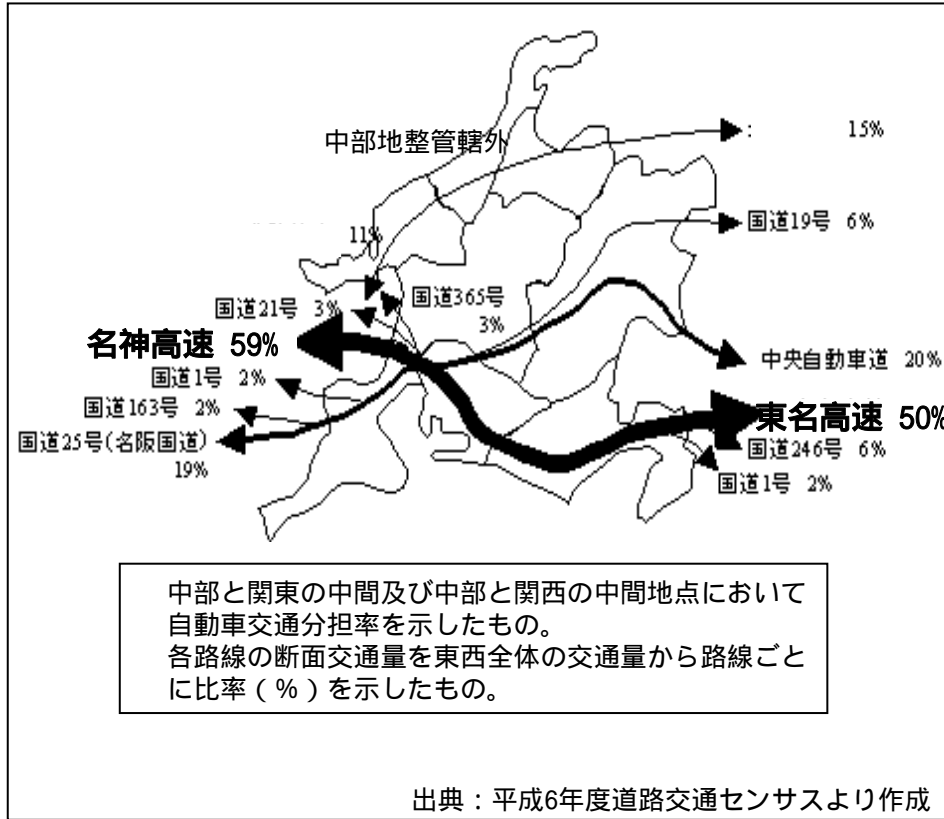 中部地整管轄外
:
15%
国道19号 6%
11%
国道21号 3%
国道365号
3%
名神高速 59%
国道1号 2%
国道163号 2%
国道25号(名阪国道)
19%
中央自動車道 20%
東名高速 50%
国道246号 6%
国道1号 2%
中部と関東の中間及び中部と関西の中間地点において
自動車交通分担率を示したもの。
各路線の断面交通量を東西全体の交通量から路線ごと
に比率(%)を示したもの。
出典:平成6年度道路交通センサスより作成